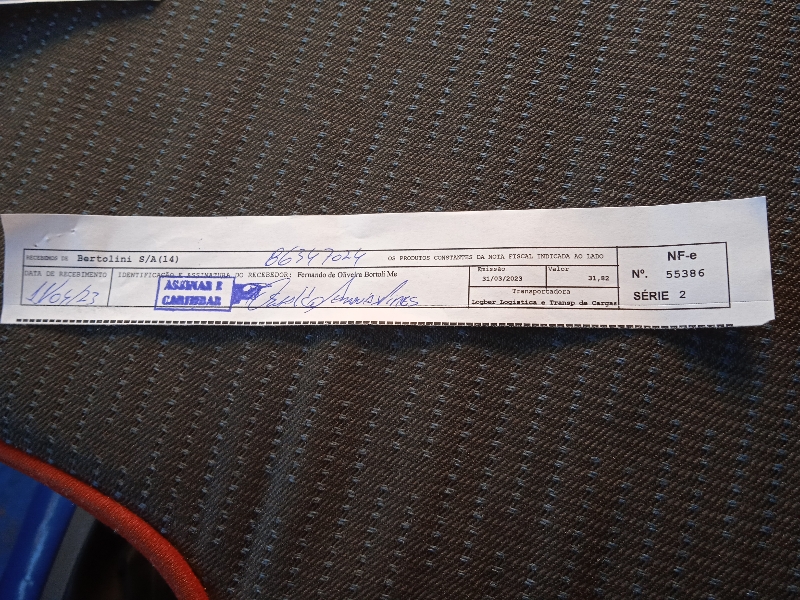 RECEBEMOS DE Bertolini S/A(14) 86347024 OS PRODUTOS CONSTANTES DA NOTA FISCAL INDICADA AO LADO
DATA DE RECEBIMENTO
11/04/23
IDENTIFICAÇÃO E ASSINATURA DO RECEBEDOR: Fernando de Oliveira Bortoli Me
ASSINAR E
CARIMBAR
Emissão
31/03/2023
Valor
31,82
Transportadora
Logber Logística e Transp de Cargas
NF-e
Nº. 55386
SÉRIE 2